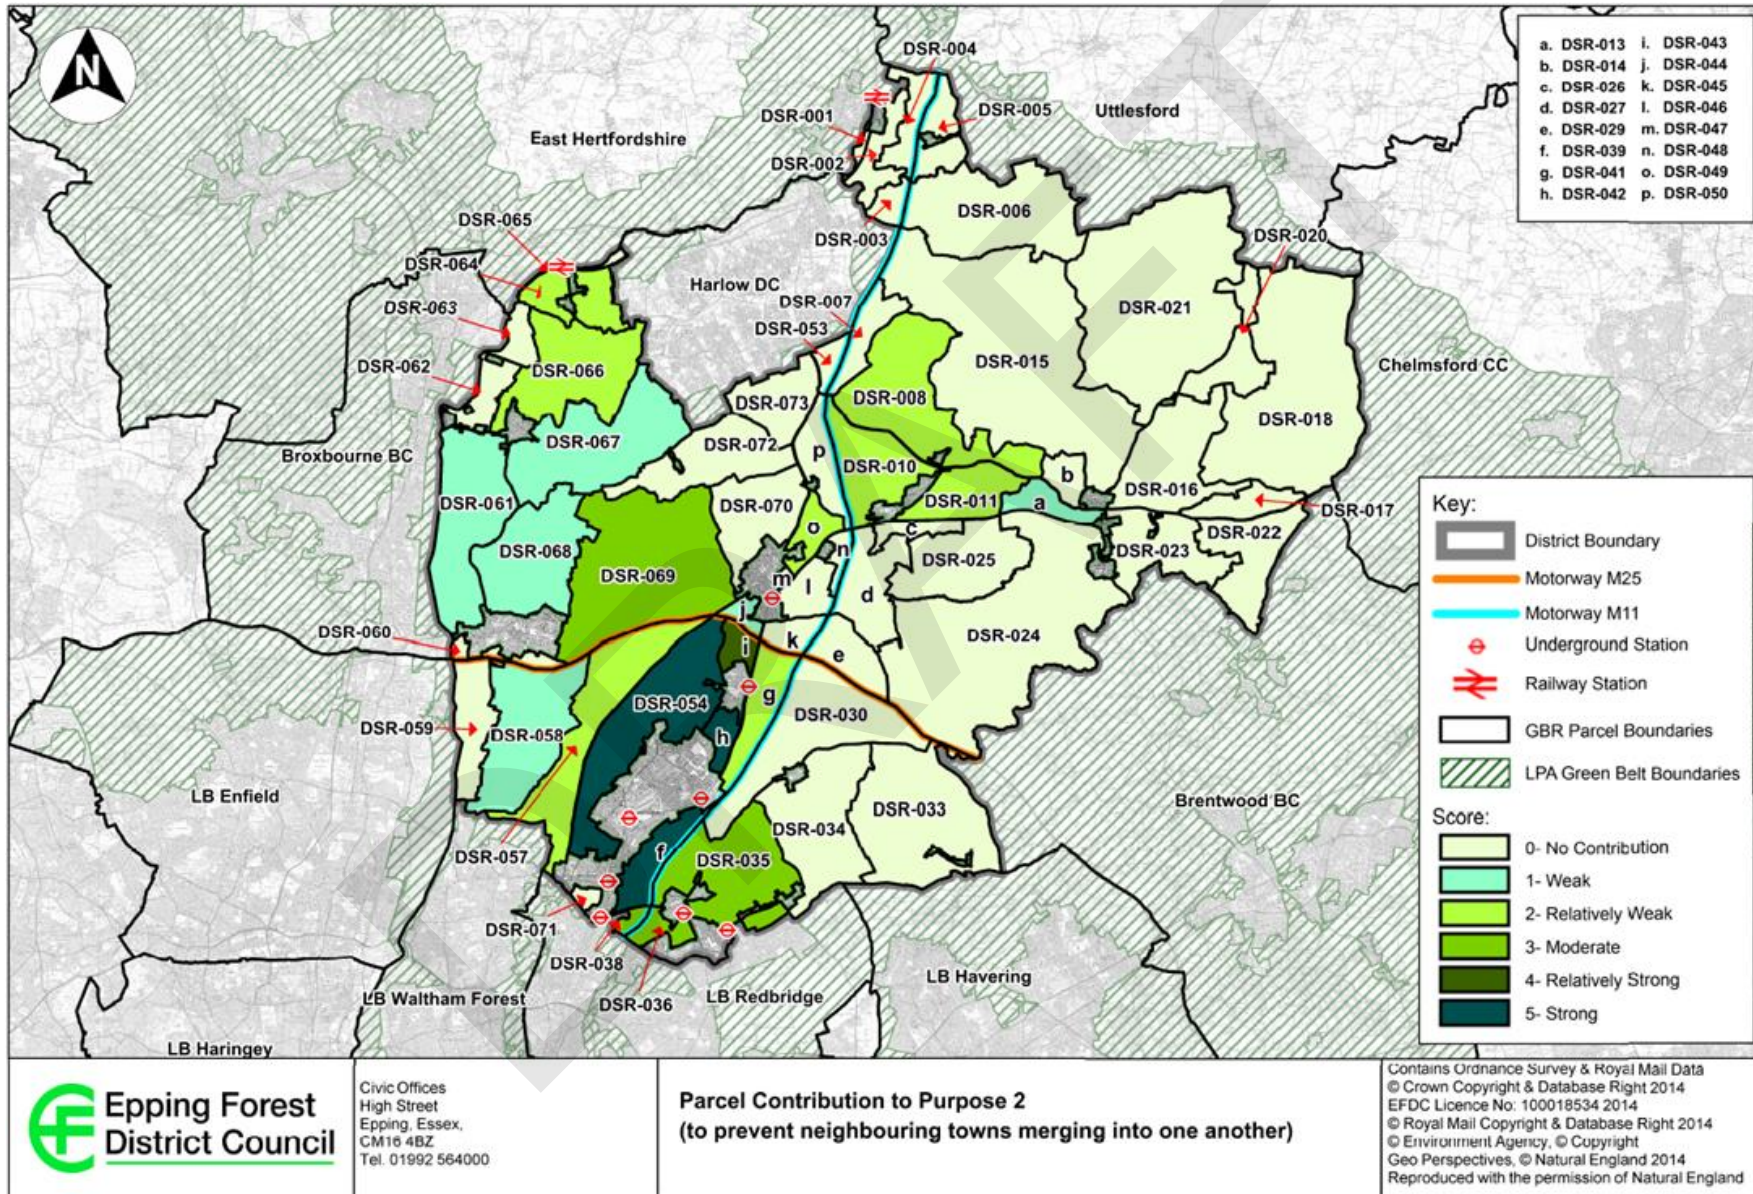 N
DSR-004
a. DSR-013 i. DSR-043
b. DSR-014 j. DSR-044
c. DSR-026 k. DSR-045
d. DSR-027 l. DSR-046
e. DSR-029 m. DSR-047
f. DSR-039 n. DSR-048
g. DSR-041 o. DSR-049
h. DSR-042 p. DSR-050
DSR-001
DSR-005
Uttlesford
East Hertfordshire
DSR-002
DSR-006
DSR-065
DSR-003
DSR-020
DSR-064
Harlow DC
DSR-063
DSR-007
DSR-021
DSR-053
DSR-015
DSR-062
DSR-066
Chelmsford CC
DSR-073
DSR-008
DSR-018
DSR-067
DSR-072
Broxbourne BC
p
DSR-010
b
DSR-061
DSR-070
DSR-011
a
DSR-016
DSR-017
o
c
DSR-022
DSR-068
n
DSR-025
DSR-023
DSR-069
m
l
d
j
DSR-060
DSR-024
i
k
e
DSR-054
g
DSR-030
DSR-059
DSR-058
h
LB Enfield
Brentwood BC
DSR-034
DSR-033
DSR-057
f
DSR-035
DSR-071
DSR-038
LB Havering
LB Waltham Forest
DSR-036
LB Redbridge
LB Haringey
Key:
District Boundary
Motorway M25
Motorway M11
Underground Station
Railway Station
GBR Parcel Boundaries
LPA Green Belt Boundaries
Score:
0- No Contribution
1- Weak
2- Relatively Weak
3- Moderate
4- Relatively Strong
5- Strong
DRAFT
Epping Forest
District Council
Civic Offices
High Street
Epping, Essex,
CM16 4BZ
Tel. 01992 564000
Parcel Contribution to Purpose 2
(to prevent neighbouring towns merging into one another)
Contains Ordnance Survey & Royal Mail Data
© Crown Copyright & Database Right 2014
EFDC Licence No: 100018534 2014
© Royal Mail Copyright & Database Right 2014
© Environment Agency, © Copyright
Geo Perspectives, © Natural England 2014
Reproduced with the permission of Natural England